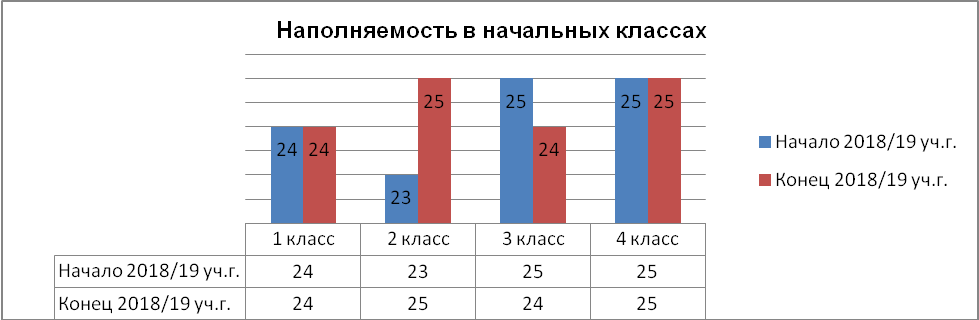 Наполняемость в начальных классах
24 24 23 25 25 24 25 25
Начало 2018/19 уч.г.
Конец 2018/19 уч.г.
1 класс 2 класс 3 класс 4 класс
Начало 2018/19 уч.г. 24 23 25 25
Конец 2018/19 уч.г. 24 25 24 25